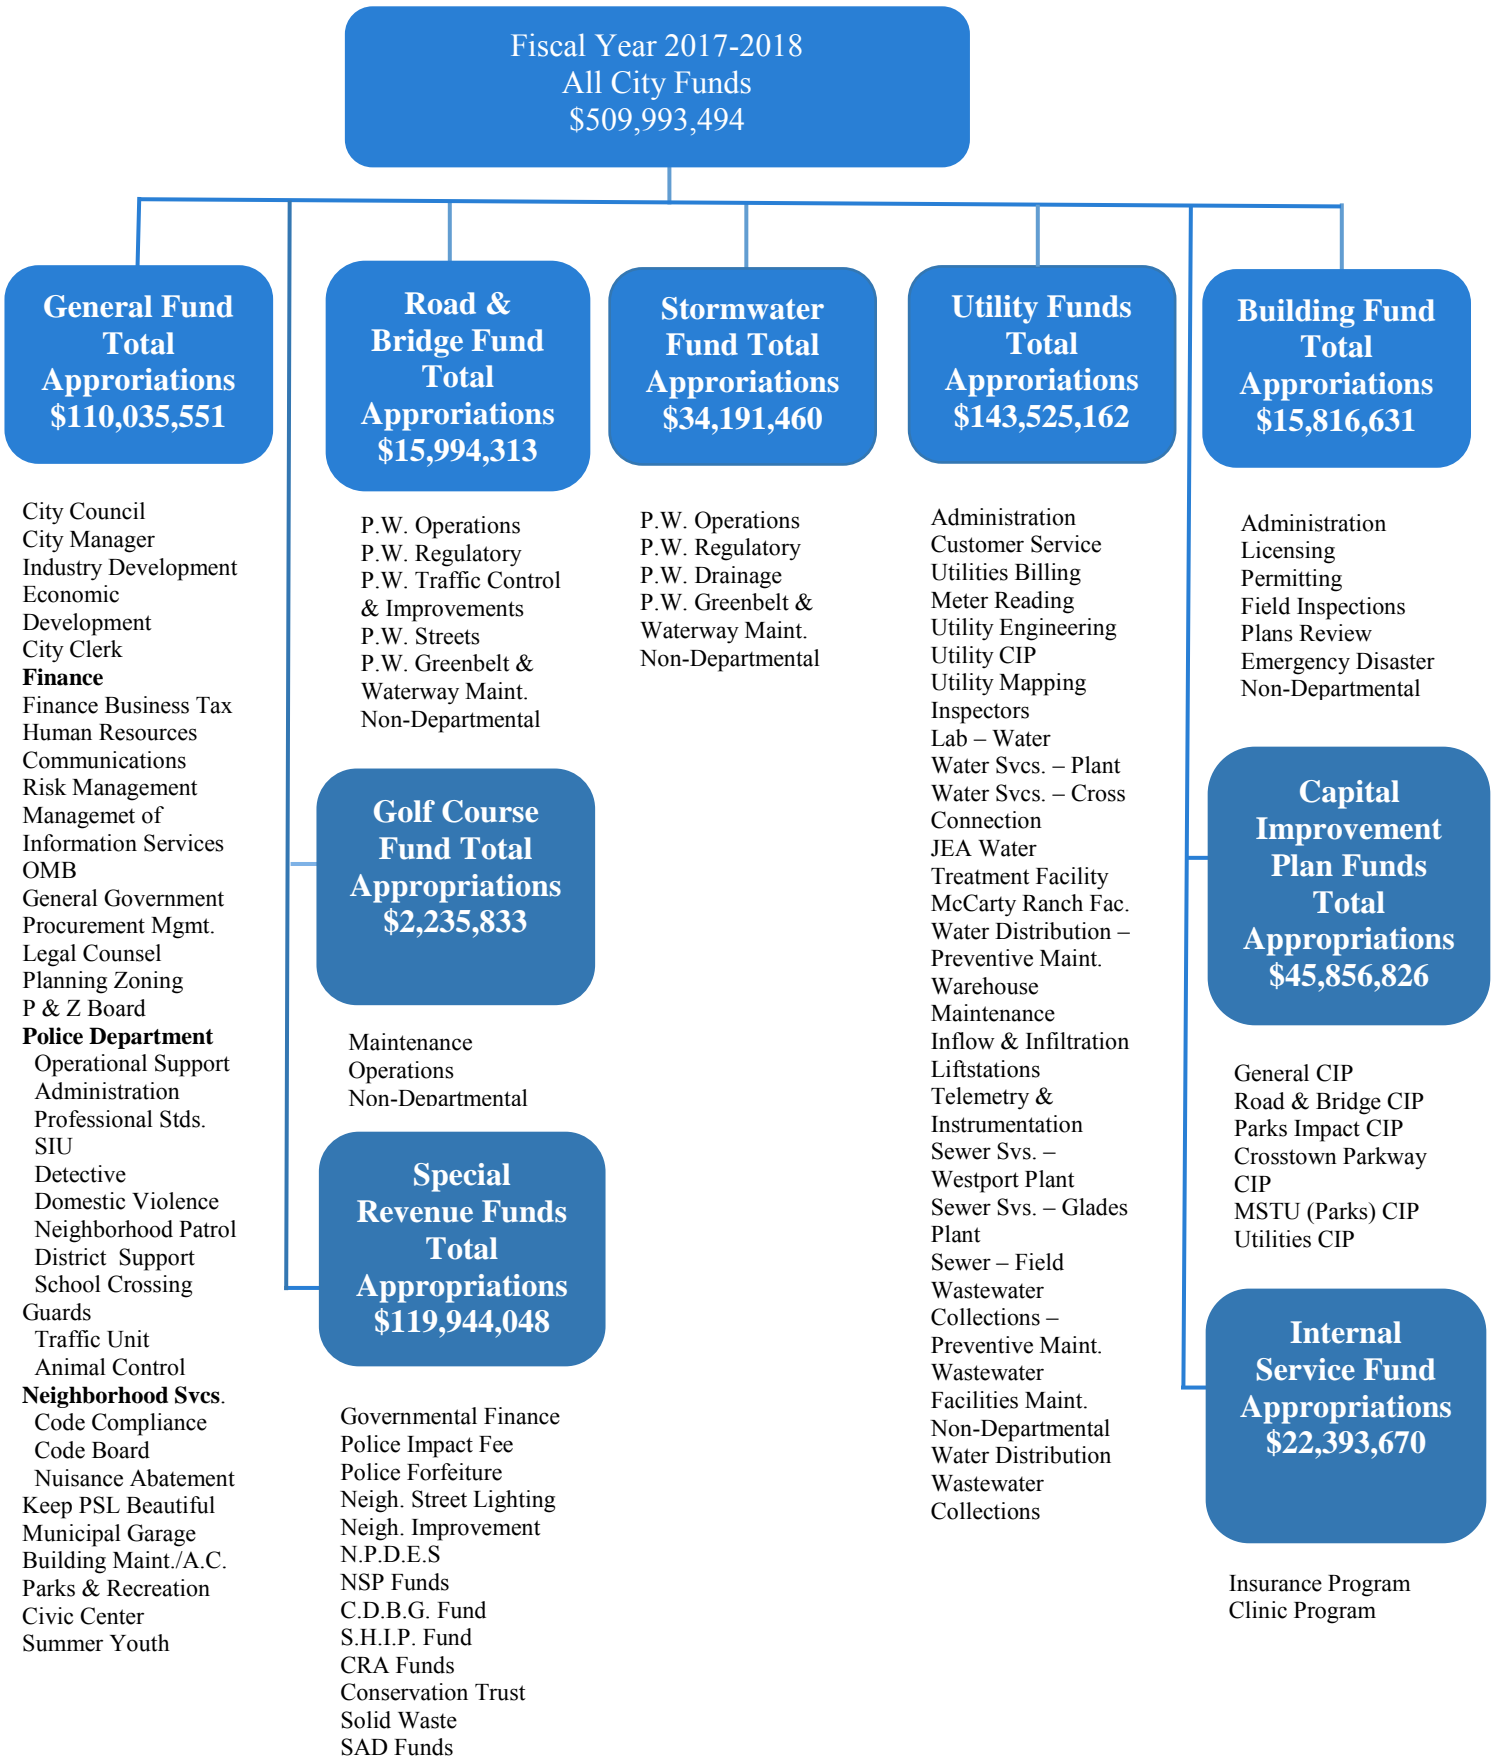 Fiscal Year 2017-2018
All City Funds
$509,993,494
General Fund
Total
Approriations
$110,035,551
City Council
City Manager
Industry Development
Economic
Development
City Clerk
Finance
Finance Business Tax
Human Resources
Communications
Risk Management
Managemet of
Information Services
OMB
General Government
Procurement Mgmt.
Legal Counsel
Planning Zoning
P & Z Board
Police Department
Operational Support
Administration
Professional Stds.
SIU
Detective
Domestic Violence
Neighborhood Patrol
District Support
School Crossing
Guards
Traffic Unit
Animal Control
Neighborhood Svcs.
Code Compliance
Code Board
Nuisance Abatement
Keep PSL Beautiful
Municipal Garage
Building Maint./A.C.
Parks & Recreation
Civic Center
Summer Youth
Road &
Bridge Fund
Total
Approriations
$15,994,313
P.W. Operations
P.W. Regulatory
P.W. Traffic Control
& Improvements
P.W. Streets
P.W. Greenbelt &
Waterway Maint.
Non-Departmental
Golf Course
Fund Total
Appropriations
$2,235,833
Maintenance
Operations
Non-Departmental
Special
Revenue Funds
Total
Appropriations
$119,944,048
Governmental Finance
Police Impact Fee
Police Forfeiture
Neigh. Street Lighting
Neigh. Improvement
N.P.D.E.S
NSP Funds
C.D.B.G. Fund
S.H.I.P. Fund
CRA Funds
Conservation Trust
Solid Waste
SAD Funds
Stormwater
Fund Total
Approriations
$34,191,460
P.W. Operations
P.W. Regulatory
P.W. Drainage
P.W. Greenbelt &
Waterway Maint.
Non-Departmental
Utility Funds
Total
Approriations
$143,525,162
Administration
Customer Service
Utilities Billing
Meter Reading
Utility Engineering
Utility CIP
Utility Mapping
Inspectors
Lab – Water
Water Svcs. – Plant
Water Svcs. – Cross
Connection
JEA Water
Treatment Facility
McCarty Ranch Fac.
Water Distribution –
Preventive Maint.
Warehouse
Maintenance
Inflow & Infiltration
Liftstations
Telemetry &
Instrumentation
Sewer Svs. –
Westport Plant
Sewer Svs. – Glades
Plant
Sewer – Field
Wastewater
Collections –
Preventive Maint.
Wastewater
Facilities Maint.
Non-Departmental
Water Distribution
Wastewater
Collections
Building Fund
Total
Approriations
$15,816,631
Administration
Licensing
Permitting
Field Inspections
Plans Review
Emergency Disaster
Non-Departmental
Capital
Improvement
Plan Funds
Total
Appropriations
$45,856,826
General CIP
Road & Bridge CIP
Parks Impact CIP
Crosstown Parkway
CIP
MSTU (Parks) CIP
Utilities CIP
Internal
Service Fund
Appropriations
$22,393,670
Insurance Program
Clinic Program